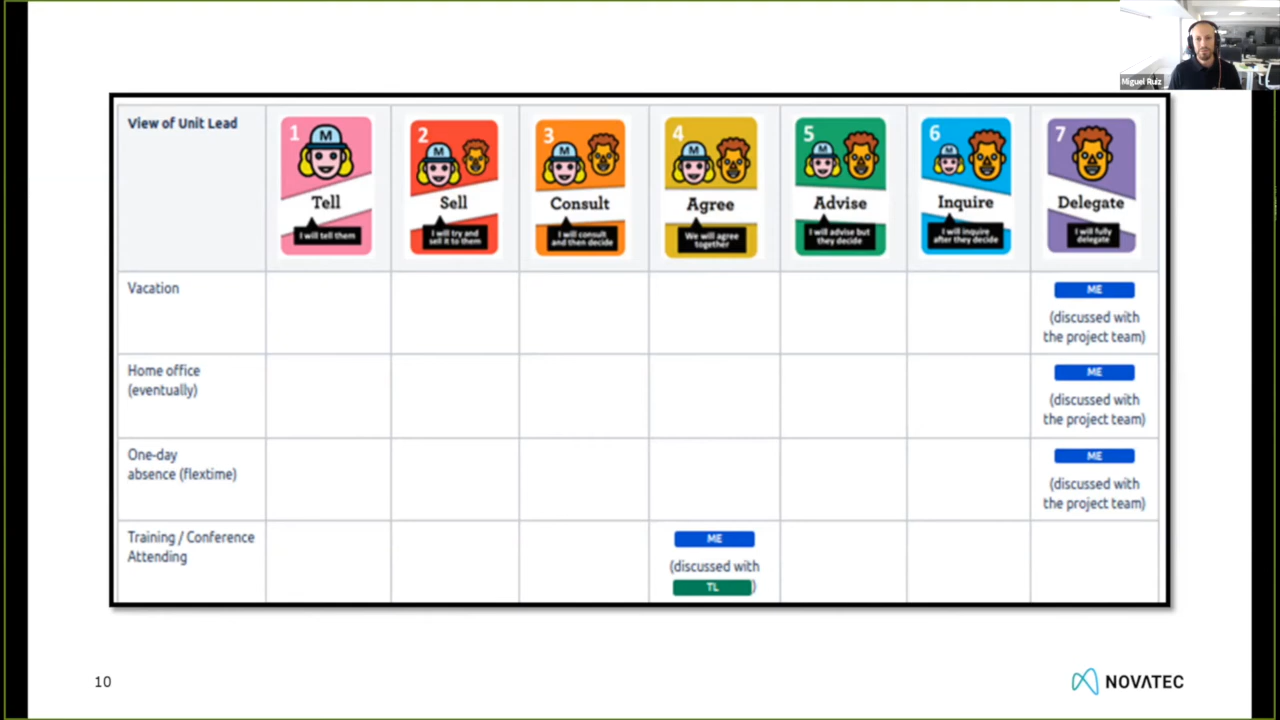 Miguel Ruiz
View of Unit Lead
1
M
Tell
I will tell them
2
M
Sell
I will try and
sell it to them
3
M
Consult
I will consult
and then decide
4
M
Agree
We will agree
together
5
M
Advise
I will advise but
they decide
6
M
Inquire
I will inquire
after they decide
7
Delegate
I will fully
delegate
Vacation
ME
(discussed with
the project team)
Home office
(eventually)
ME
(discussed with
the project team)
One-day
absence (flextime)
ME
(discussed with
the project team)
Training / Conference
Attending
ME
(discussed with
TL)
10
NOVATEC